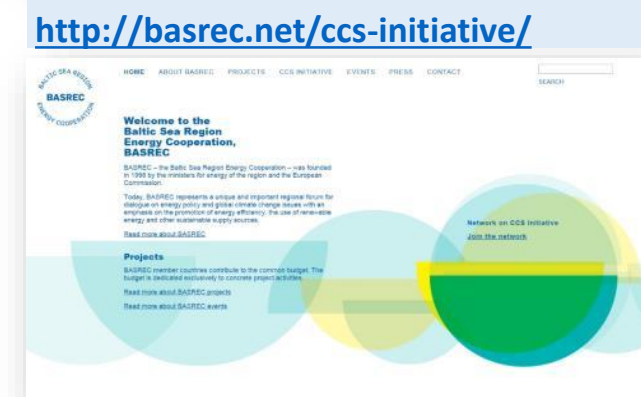 http://basrec.net/ccs-initiative/
BALTIC SEA REGION
BASREC
ENERGY COOPERATION
HOME ABOUT BASREC PROJECTS CCS INITIATIVE EVENTS PRESS CONTACT
SEARCH
Welcome to the
Baltic Sea Region
Energy Cooperation,
BASREC
BASREC – the Baltic Sea Region Energy Cooperation – was founded
in 1998 by the ministers for energy of the region and the European
Commission.
Today, BASREC represents a unique and important regional forum for
dialogue on energy policy and global climate change issues with an
emphasis on the promotion of energy efficiency, the use of renewable
energy and other sustainable supply sources.
Read more about BASREC
Network on CCS Initiative
Join the network
Projects
BASREC member countries contribute to the common budget. The
budget is dedicated exclusively to concrete project activities.
Read more about BASREC projects
Read more about BASREC events